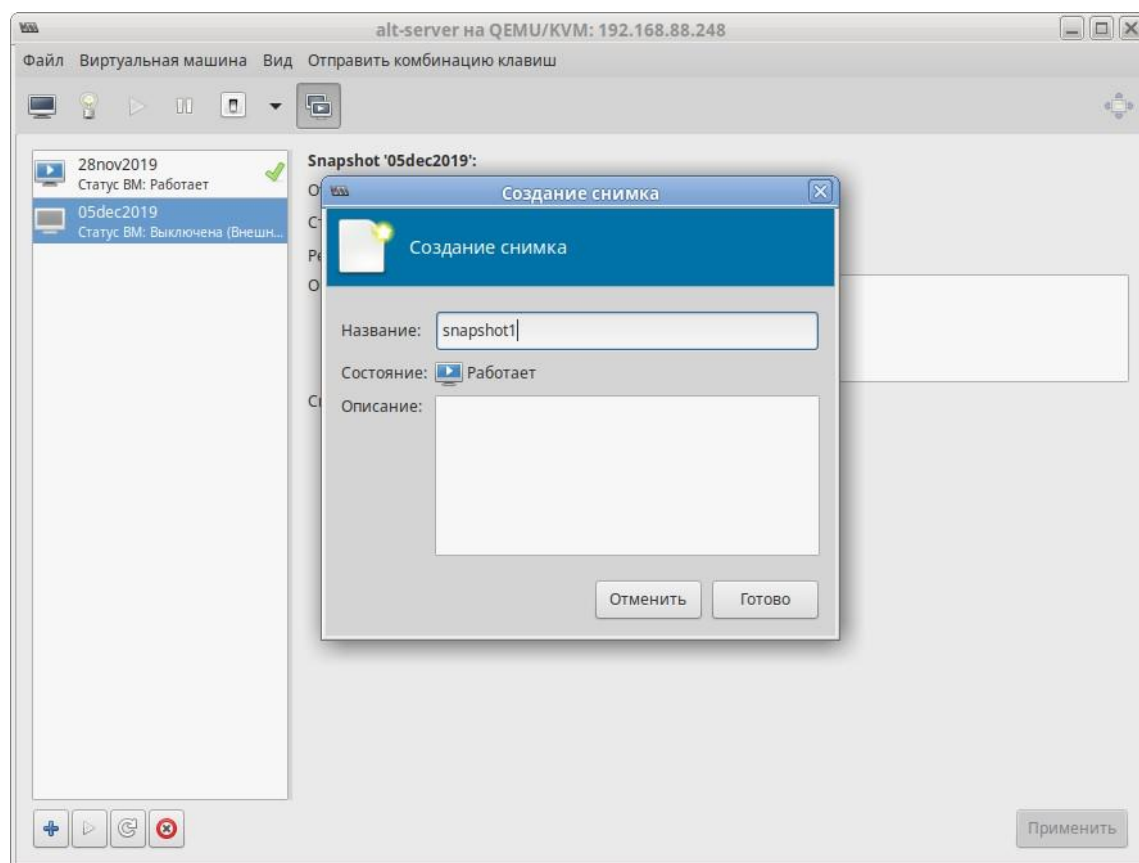 alt-server на QEMU/KVM: 192.168.88.248
Файл Виртуальная машина Вид Отправить комбинацию клавиш
28nov2019
Статус ВМ: Работает
05dec2019
Статус ВМ: Выключена (Внешн...
Snapshot '05dec2019':
Создание снимка
Создание снимка
Название: snapshot1
Состояние: Работает
Описание:
Отменить Готово
Применить